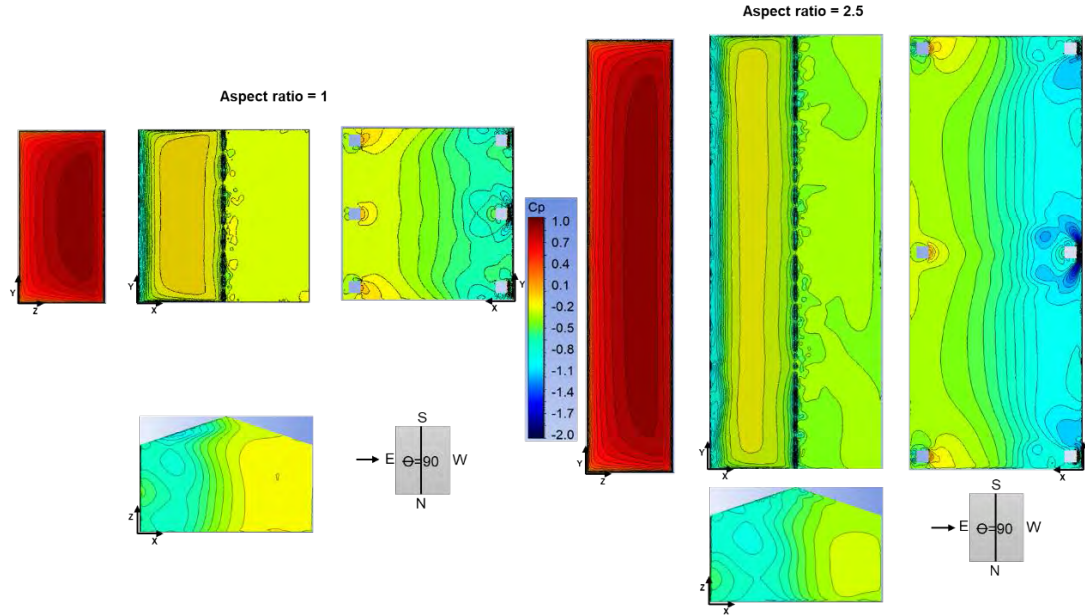 Aspect ratio = 2.5
Aspect ratio = 1
Cp
1.0
0.7
0.4
0.1
-0.2
-0.5
-0.8
-1.1
-1.4
-1.7
-2.0
Y
Z
Y
X
Y
X
Z
X
S
E
Θ=90
W
N
Y
Z
Y
X
X
Z
X
S
E
Θ=90
W
N